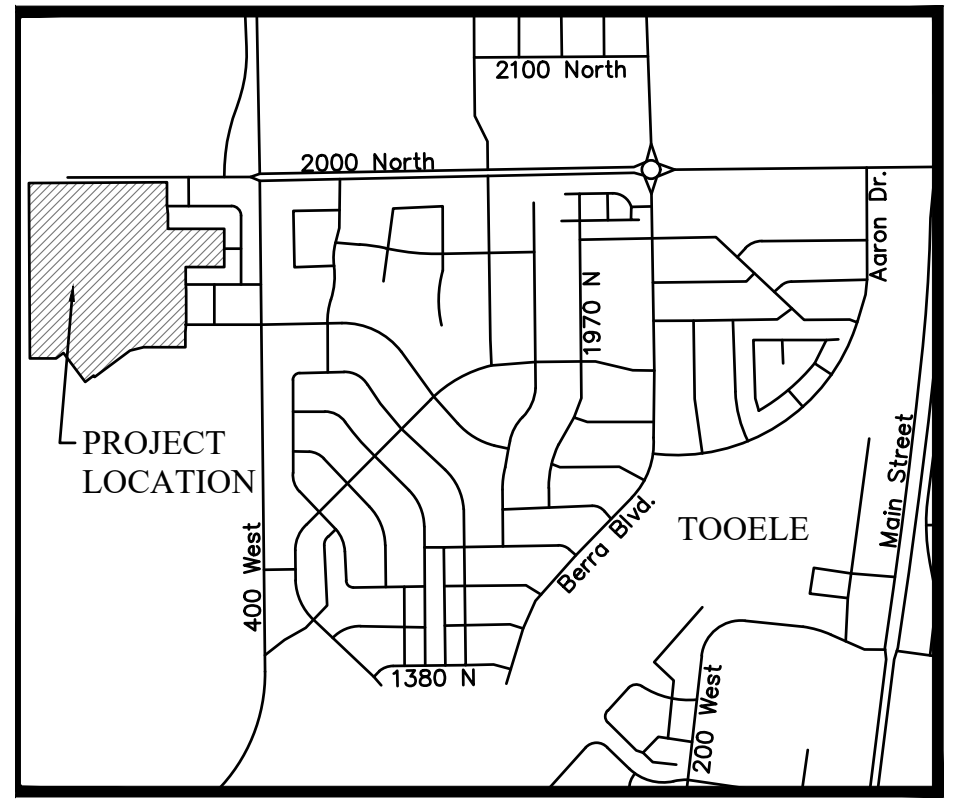 2100 North
2000 North
Aaron Dr.
1970 N
PROJECT
LOCATION
Main Street
400 West
Berra Blvd.
TOOELE
1380 N
200 West